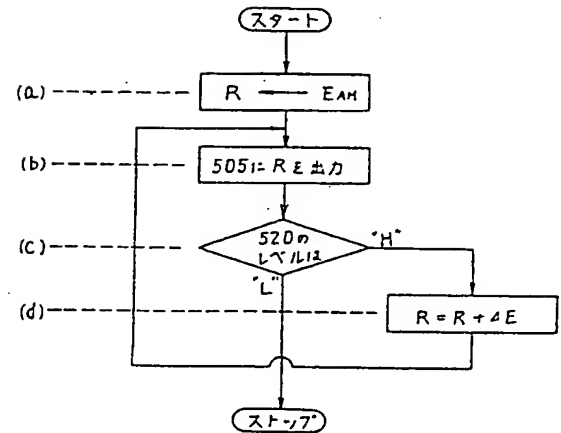 スタート
(a)
R ← EAM
(b)
505に Rを出力
(c)
520の
レベルは
"H"
"L"
(d)
R = R + ΔE
ストップ